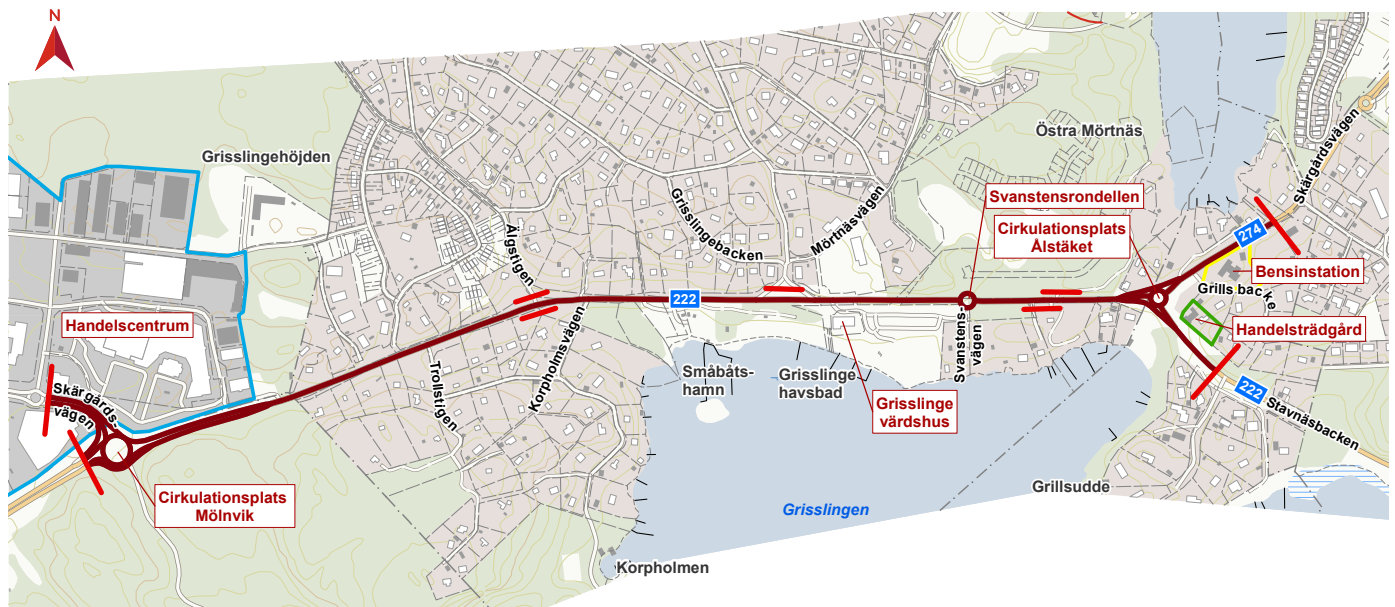 N
Grisslingehöjden
Östra Mörtnäs
Skärgårdsvägen
Svanstensrondellen
Cirkulationsplats
Ålstäket
Grisslingebacken
Mörtnäsvägen
Älgstigen
274
Bensinstation
Grills backe
222
Handelscentrum
Handelsträdgård
Korpholmsvägen
Svanstens-
vägen
Trollstigen
Småbåts-
hamn
Grisslinge
havsbad
Skärgårds-
vägen
222
Stavnäsbacken
Grisslinge
värdshus
Cirkulationsplats
Mölnvik
Grillsudde
Grisslingen
Korpholmen